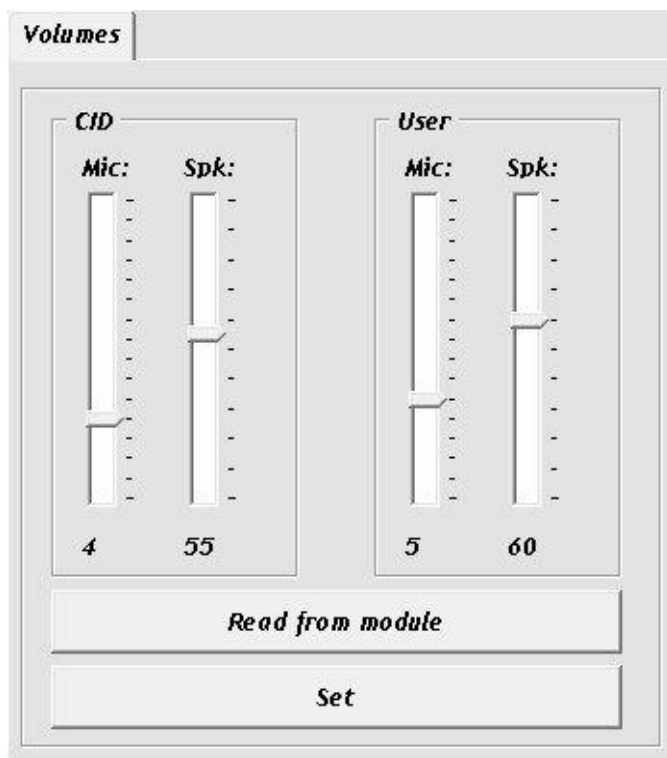 Volumes
CID
User
Mic: Spk:
Mic: Spk:
4 55
5 60
Read from module
Set